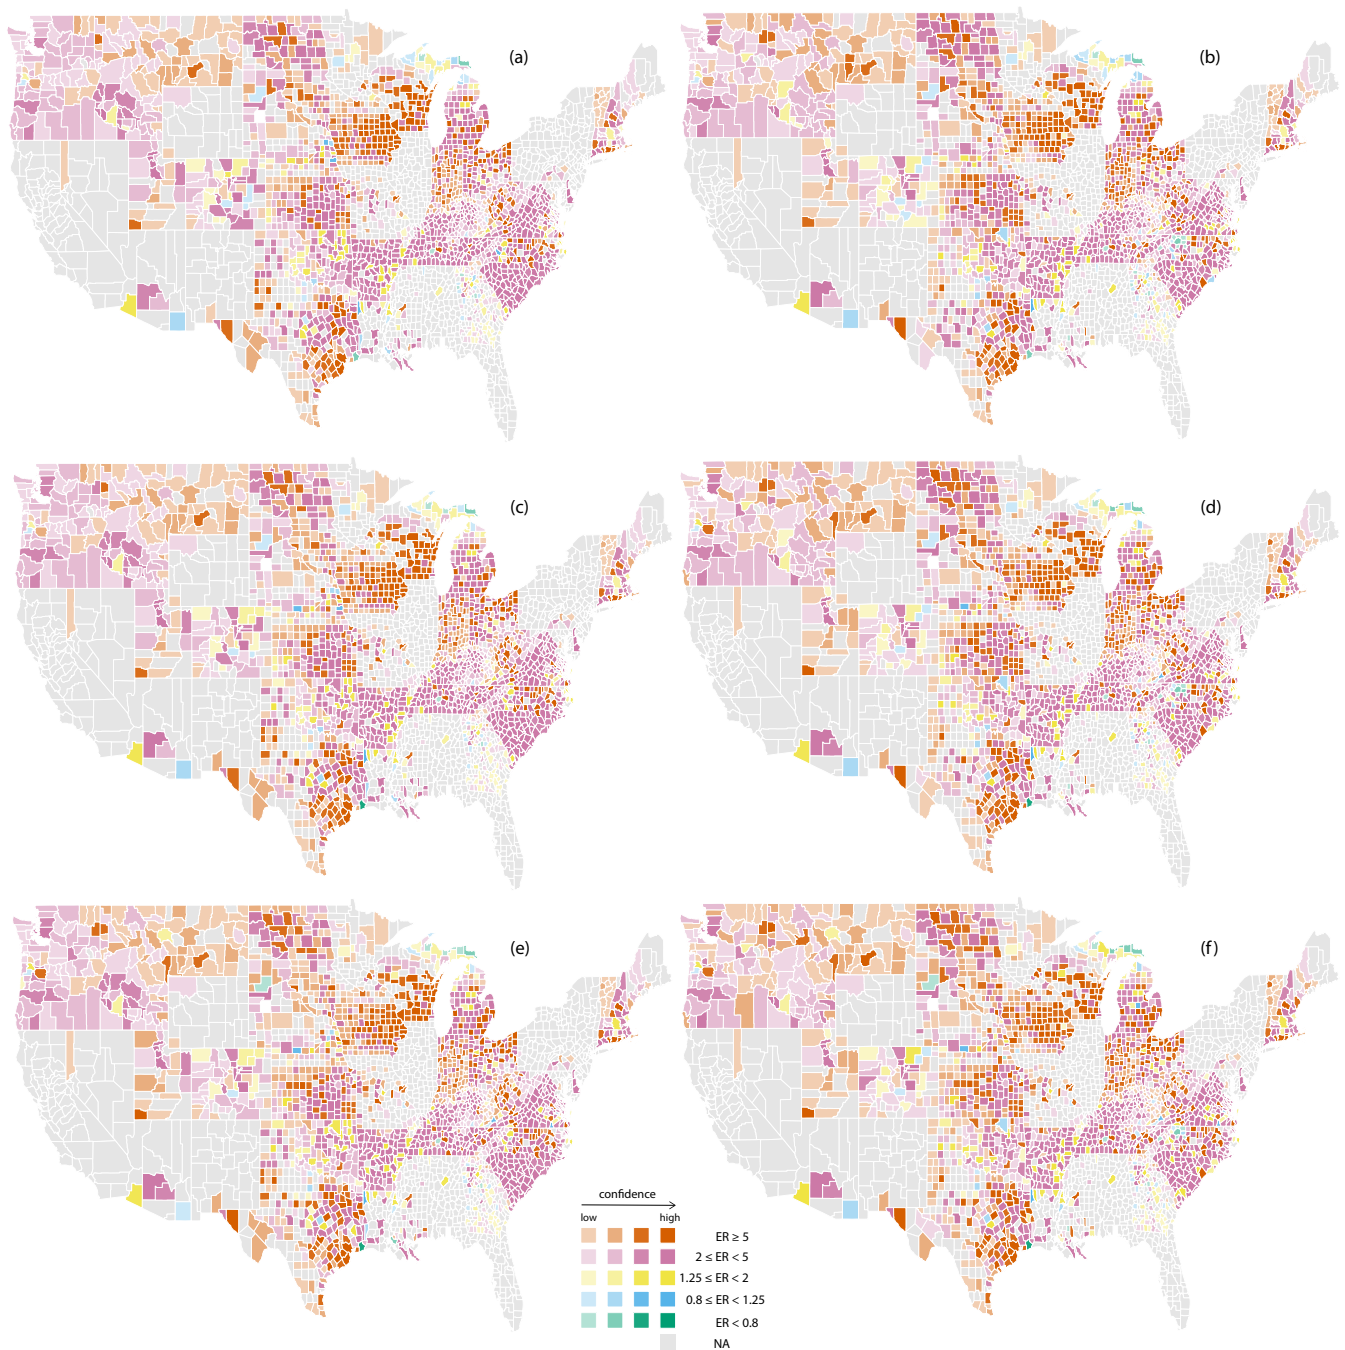 (a)
(b)
(c)
(d)
(e)
(f)
confidence
low high
ER ≥ 5
2 ≤ ER < 5
1.25 ≤ ER < 2
0.8 ≤ ER < 1.25
ER < 0.8
NA